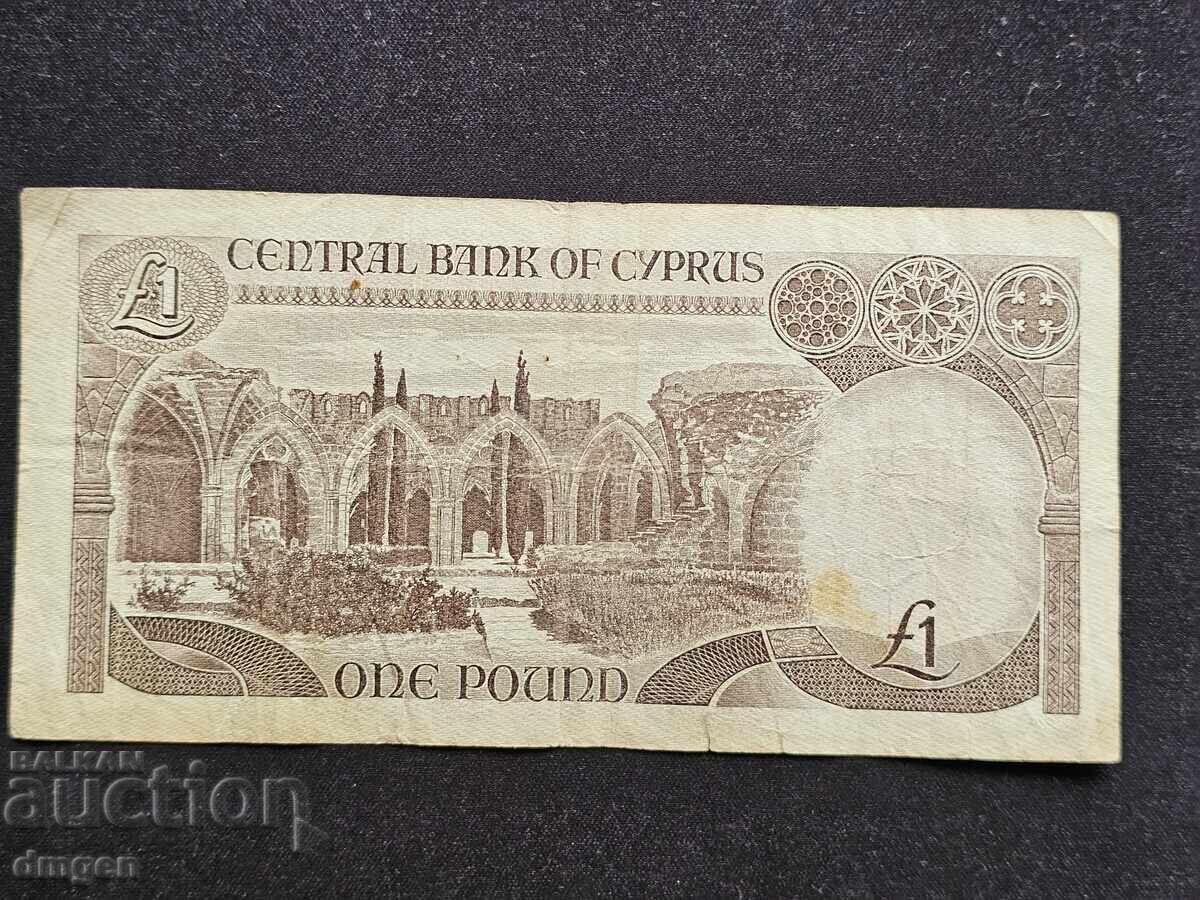 CENTRAL BANK OF CYPRUS
£1
ONE POUND
£1
BALKAN
auction
dmgen